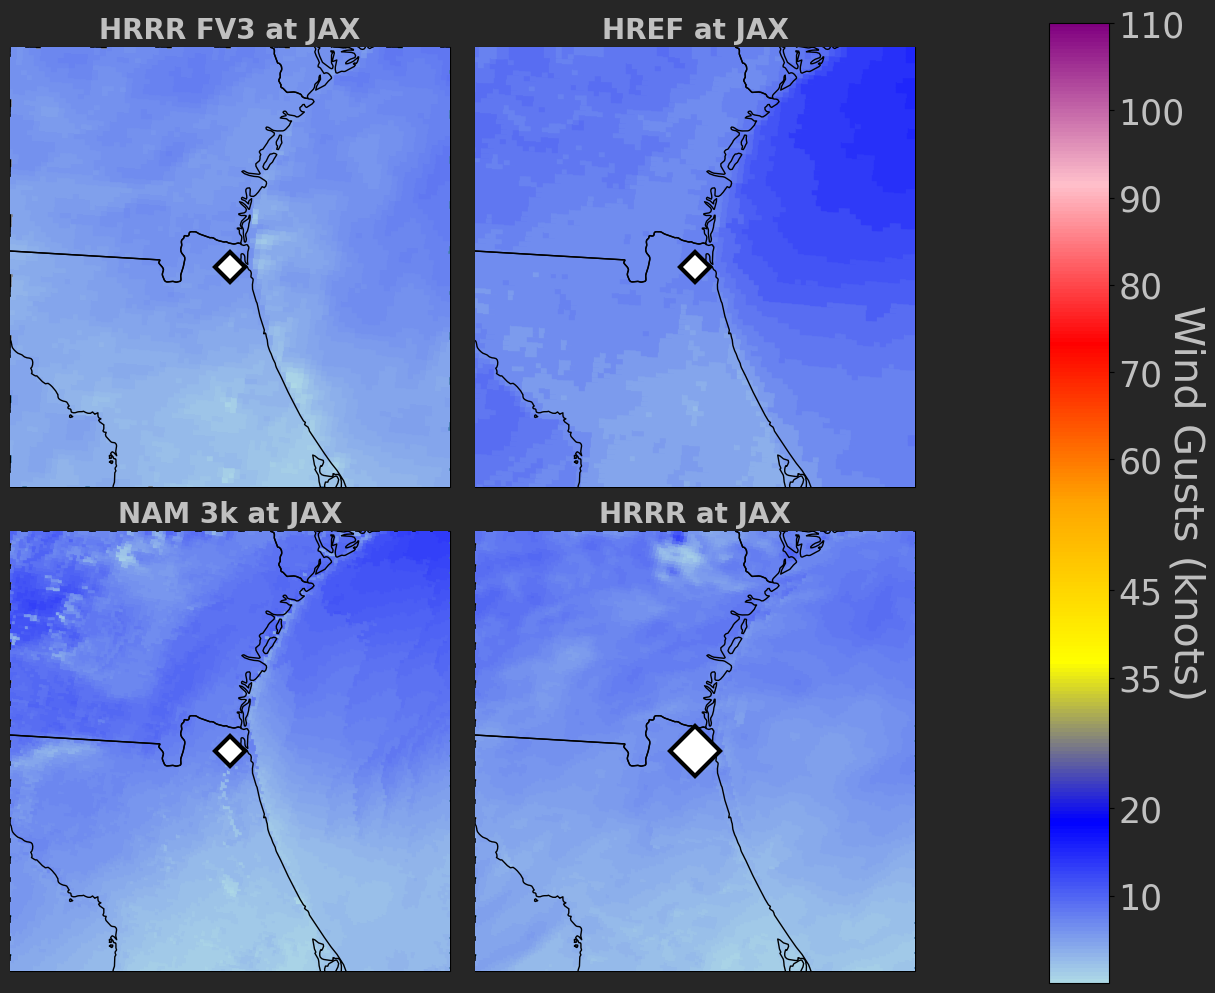 HRRR FV3 at JAX
HREF at JAX
NAM 3k at JAX
HRRR at JAX
110
100
90
80
70
60
45
35
20
10
Wind Gusts (knots)